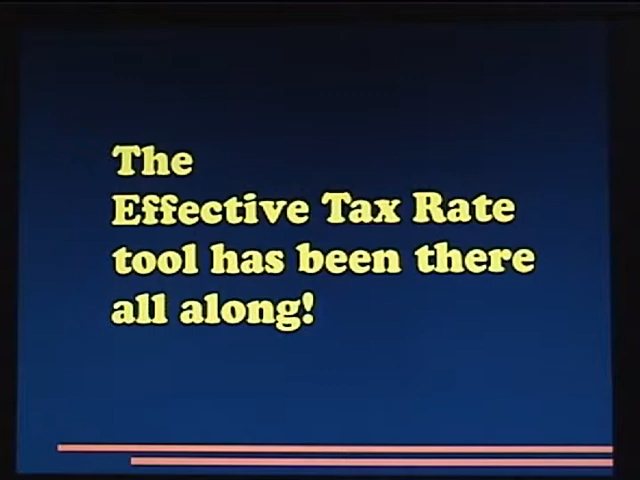 The
Effective Tax Rate
tool has been there
all along!